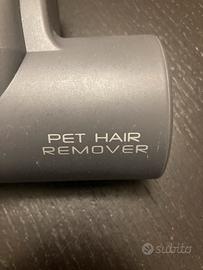 PET HAIR
REMOVER
subito